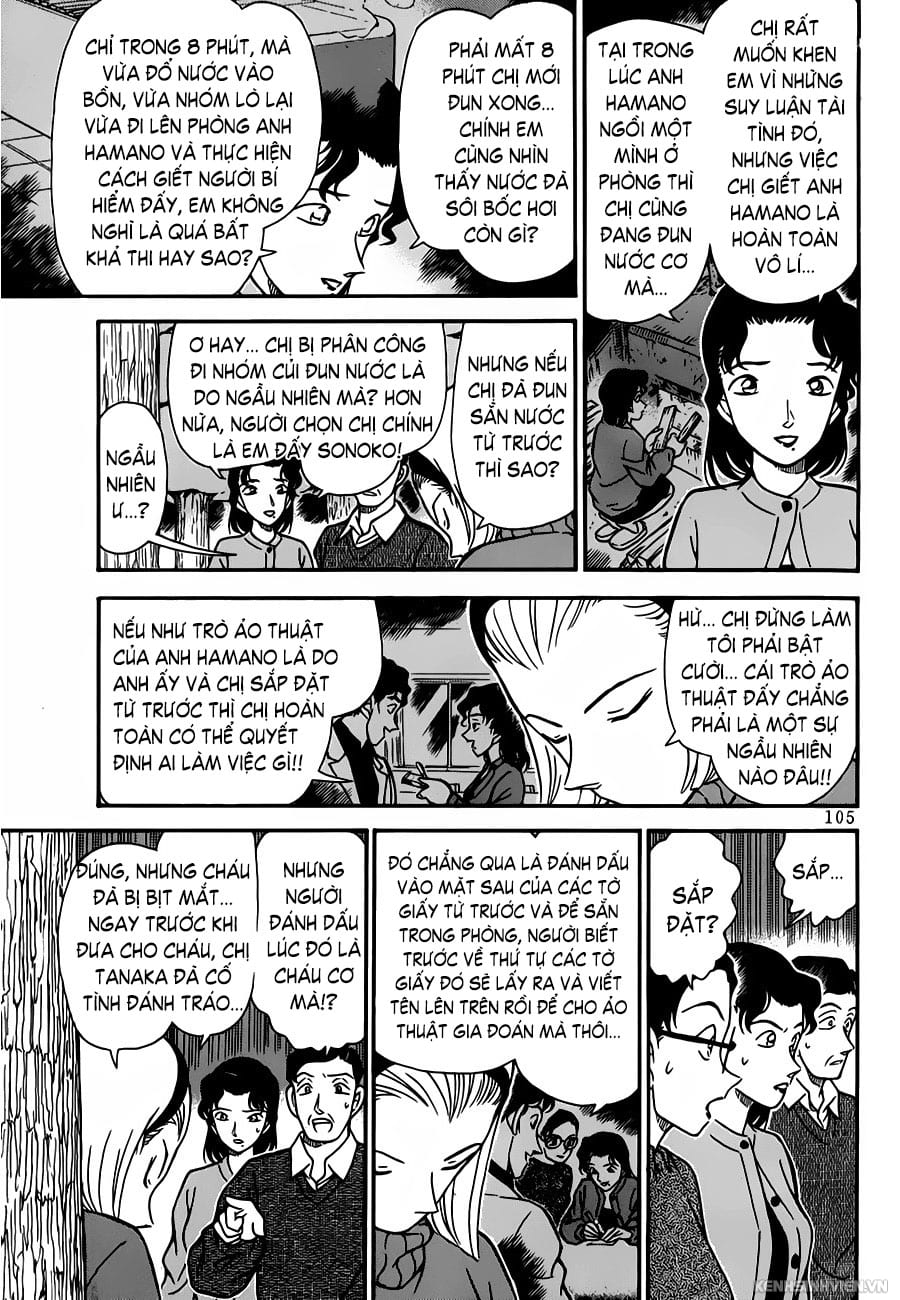 CHỊ RẤT
MUỐN KHEN
EM VÌ NHỮNG
SUY LUẬN TÀI
TÌNH ĐÓ,
NHƯNG VIỆC
CHỊ GIẾT ANH
HAMANO LÀ
HOÀN TOÀN
VÔ LÍ...
TẠI TRONG
LÚC ANH
HAMANO
NGỒI MỘT
MÌNH Ở
PHÒNG THÌ
CHỊ CŨNG
ĐANG ĐUN
NƯỚC CƠ
MÀ...
PHẢI MẤT 8
PHÚT CHỊ MỚI
ĐUN XONG...
CHÍNH EM
CŨNG NHÌN
THẤY NƯỚC ĐÃ
SÔI BỐC HƠI
CÒN GÌ?
CHỈ TRONG 8 PHÚT, MÀ
VỪA ĐỔ NƯỚC VÀO
BỒN, VỪA NHÓM LÒ LẠI
VỪA ĐI LÊN PHÒNG ANH
HAMANO VÀ THỰC HIỆN
CÁCH GIẾT NGƯỜI BÍ
HIỂM ĐẤY, EM KHÔNG
NGHĨ LÀ QUÁ BẤT
KHẢ THI HAY SAO?
NHƯNG NẾU
CHỊ ĐÃ ĐUN
SẴN NƯỚC
TỪ TRƯỚC
THÌ SAO?
Ơ HAY... CHỊ BỊ PHÂN CÔNG
ĐI NHÓM CỦI ĐUN NƯỚC LÀ
DO NGẪU NHIÊN MÀ? HƠN
NỮA, NGƯỜI CHỌN CHỊ CHÍNH
LÀ EM ĐẤY SONOKO!
NGẪU
NHIÊN
Ư...?
HỪ... CHỊ ĐỪNG LÀM
TÔI PHẢI BẬT
CƯỜI... CÁI TRÒ ẢO
THUẬT ĐẤY CHẲNG
PHẢI LÀ MỘT SỰ
NGẪU NHIÊN
NÀO ĐÂU!!
NẾU NHƯ TRÒ ẢO THUẬT
CỦA ANH HAMANO LÀ DO
ANH ẤY VÀ CHỊ SẮP ĐẶT
TỪ TRƯỚC THÌ CHỊ HOÀN
TOÀN CÓ THỂ QUYẾT
ĐỊNH AI LÀM VIỆC GÌ!!
105
SẮP...
SẮP
ĐẶT?
ĐÓ CHẲNG QUA LÀ ĐÁNH DẤU
VÀO MẶT SAU CỦA CÁC TỜ
GIẤY TỪ TRƯỚC VÀ ĐỂ SẴN
TRONG PHÒNG, NGƯỜI BIẾT
TRƯỚC VỀ THỨ TỰ CÁC TỜ
GIẤY ĐÓ SẼ LẤY RA VÀ VIẾT
TÊN LÊN TRÊN RỒI ĐỂ CHO ẢO
THUẬT GIA ĐOÁN MÀ THÔI...
NHƯNG
NGƯỜI
ĐÁNH DẤU
LÚC ĐÓ LÀ
CHÁU CƠ
MÀ!?
ĐÚNG, NHƯNG CHÁU
ĐÃ BỊ BỊT MẮT...
NGAY TRƯỚC KHI
ĐƯA CHO CHÁU, CHỊ
TANAKA ĐÃ CỐ
TÌNH ĐÁNH TRÁO...
KENHSINHVIEN.VN